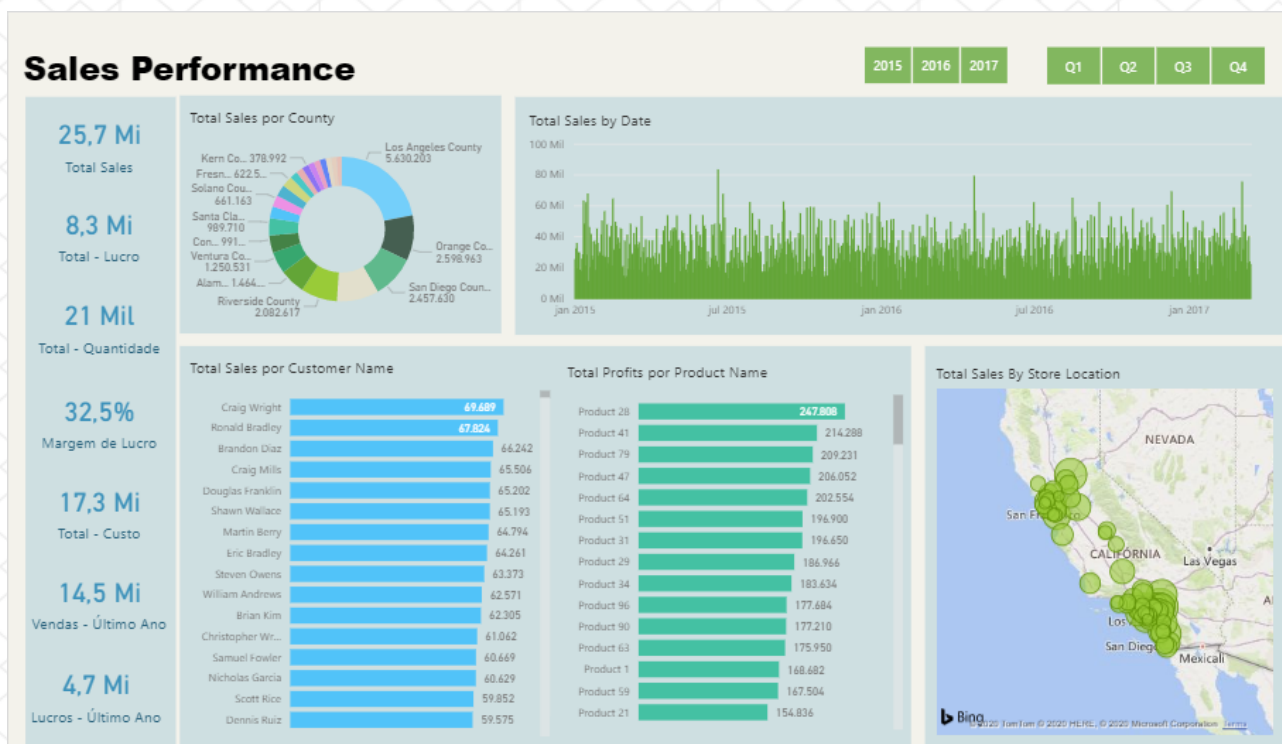 Sales Performance
2015 2016 2017
Q1 Q2 Q3 Q4
25,7 Mi
Total Sales
8,3 Mi
Total - Lucro
21 Mil
Total - Quantidade
32,5%
Margem de Lucro
17,3 Mi
Total - Custo
14,5 Mi
Vendas - Último Ano
4,7 Mi
Lucros - Último Ano
Total Sales por County
Los Angeles County
5.630.203
Orange Co...
2.598.963
San Diego Coun...
2.457.630
Riverside County
2.082.617
Alam... 1.464....
Ventura Co...
1.250.531
Con... 991....
Santa Cla...
989.710
Solano Cou...
661.163
Fresn... 622.5...
Kern Co... 378.992
Total Sales by Date
100 Mil
80 Mil
60 Mil
40 Mil
20 Mil
0 Mil
jan 2015 jul 2015 jan 2016 jul 2016 jan 2017
Total Sales por Customer Name
Craig Wright 69.689
Ronald Bradley 67.824
Brandon Diaz 66.242
Craig Mills 65.506
Douglas Franklin 65.202
Shawn Wallace 65.193
Martin Berry 64.794
Eric Bradley 64.261
Steven Owens 63.373
William Andrews 62.571
Brian Kim 62.305
Christopher Wr... 61.062
Samuel Fowler 60.669
Nicholas Garcia 60.629
Scott Rice 59.852
Dennis Ruiz 59.575
Total Profits por Product Name
Product 28 247.808
Product 41 214.288
Product 79 209.231
Product 47 206.052
Product 64 202.554
Product 51 196.900
Product 31 196.650
Product 29 186.966
Product 34 183.634
Product 96 177.684
Product 90 177.210
Product 63 175.950
Product 1 168.682
Product 59 167.504
Product 21 154.836
Total Sales By Store Location
NEVADA
San Fr
CALIFÓRNIA
Las Vegas
Los
San Dieg
Mexicali
Bing
© 2020 TomTom © 2020 HERE, © 2020 Microsoft Corporation Terms